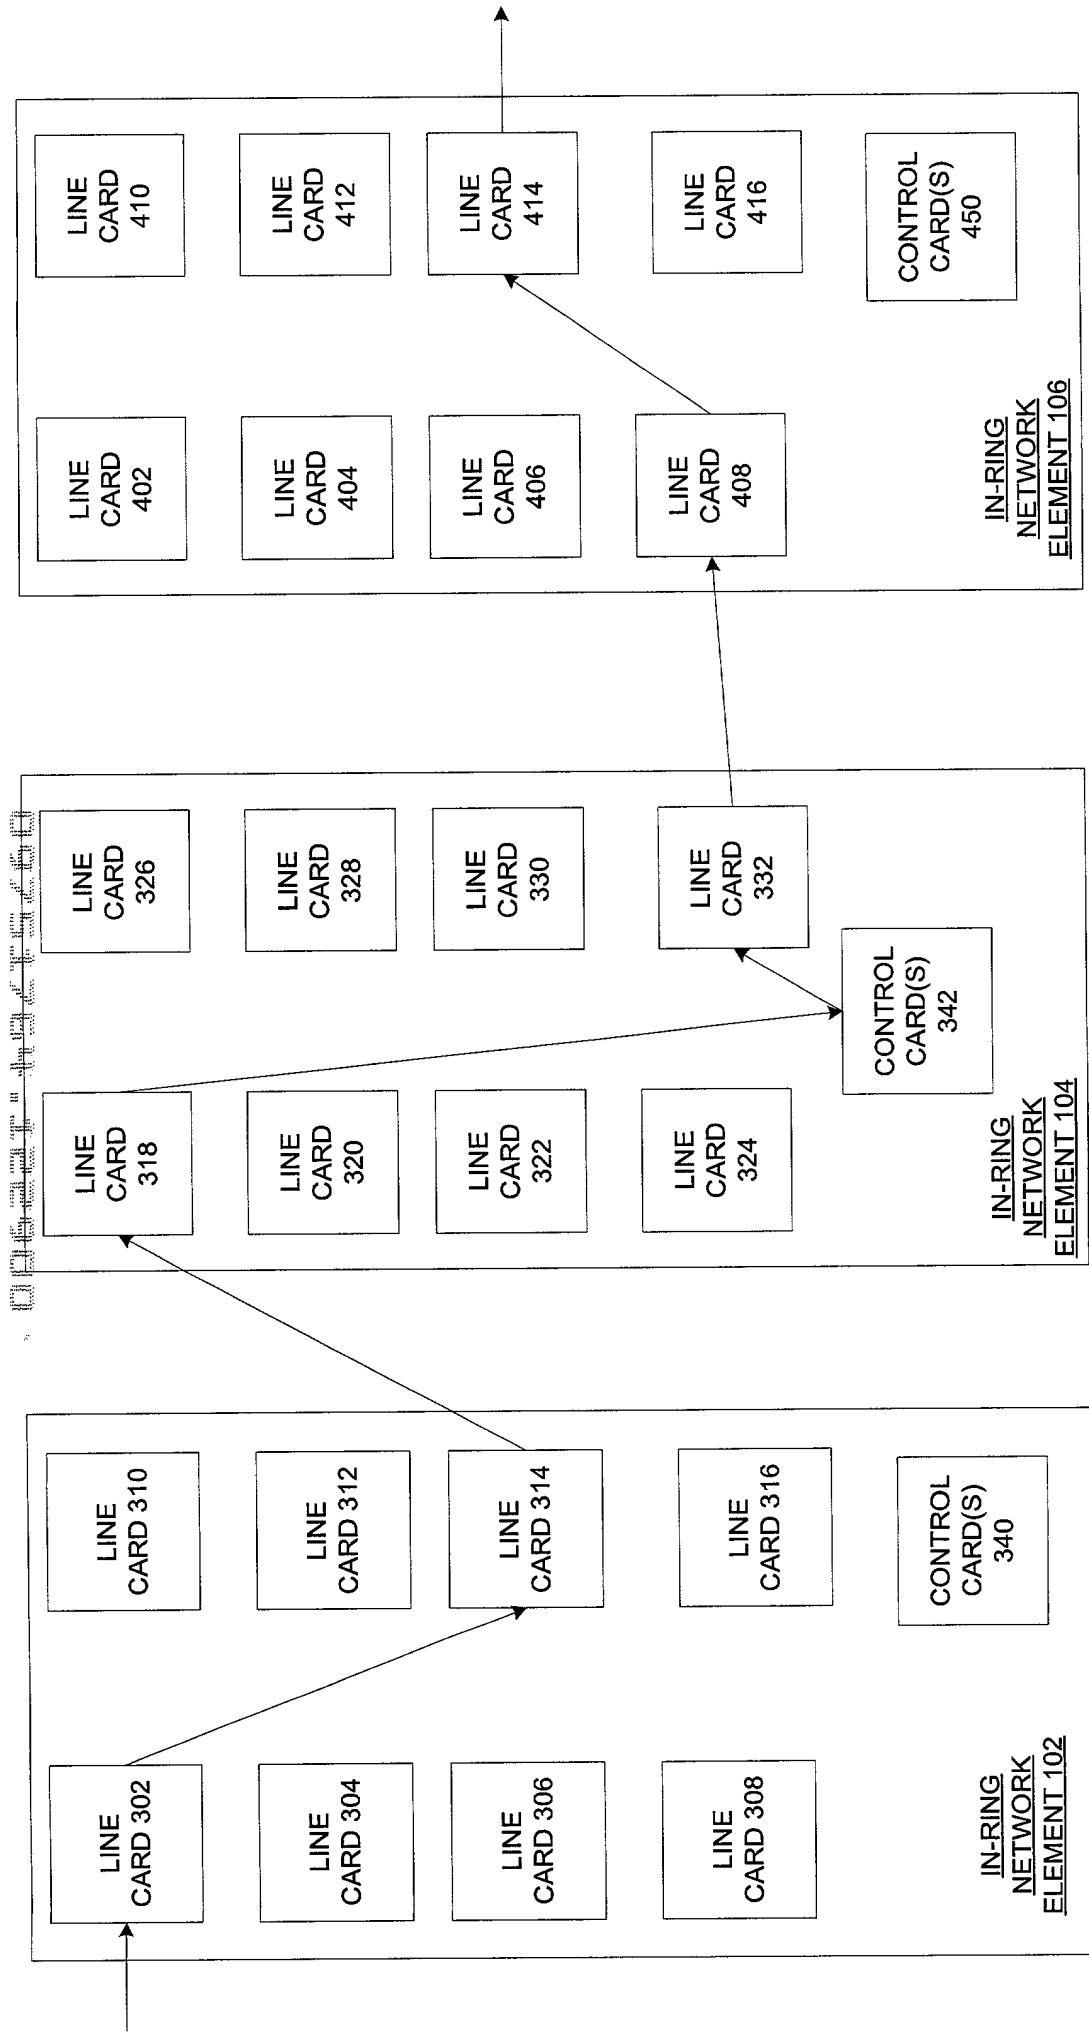 LINE
CARD 302
LINE
CARD 304
LINE
CARD 306
LINE
CARD 308
LINE
CARD 310
LINE
CARD 312
LINE
CARD 314
LINE
CARD 316
CONTROL
CARD(S)
340
IN-RING
NETWORK
ELEMENT 102
LINE
CARD
318
LINE
CARD
320
LINE
CARD
322
LINE
CARD
324
LINE
CARD
326
LINE
CARD
328
LINE
CARD
330
LINE
CARD
332
CONTROL
CARD(S)
342
IN-RING
NETWORK
ELEMENT 104
LINE
CARD
402
LINE
CARD
404
LINE
CARD
406
LINE
CARD
408
LINE
CARD
410
LINE
CARD
412
LINE
CARD
414
LINE
CARD
416
CONTROL
CARD(S)
450
IN-RING
NETWORK
ELEMENT 106